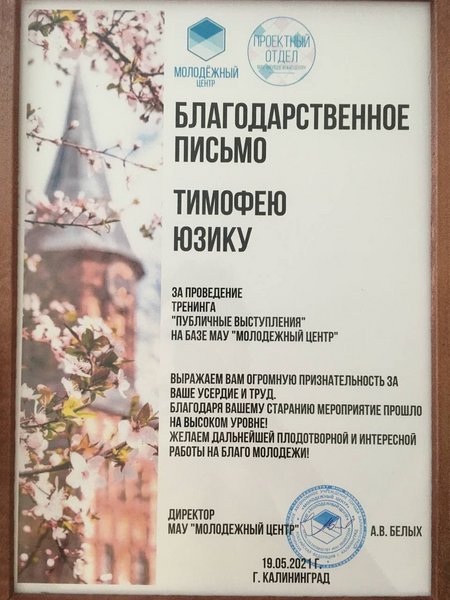 МОЛОДЁЖНЫЙ
ЦЕНТР
ПРОЕКТНЫЙ
ОТДЕЛ
БЛАГОДАРСТВЕННОЕ
ПИСЬМО
ТИМОФЕЮ
ЮЗИКУ
ЗА ПРОВЕДЕНИЕ
ТРЕНИНГА
"ПУБЛИЧНЫЕ ВЫСТУПЛЕНИЯ"
НА БАЗЕ МАУ "МОЛОДЕЖНЫЙ ЦЕНТР"
ВЫРАЖАЕМ ВАМ ОГРОМНУЮ ПРИЗНАТЕЛЬНОСТЬ ЗА
ВАШЕ УСЕРДИЕ И ТРУД.
БЛАГОДАРЯ ВАШЕМУ СТАРАНИЮ МЕРОПРИЯТИЕ ПРОШЛО
НА ВЫСОКОМ УРОВНЕ!
ЖЕЛАЕМ ДАЛЬНЕЙШЕЙ ПЛОДОТВОРНОЙ И ИНТЕРЕСНОЙ
РАБОТЫ НА БЛАГО МОЛОДЕЖИ!
ДИРЕКТОР
МАУ "МОЛОДЕЖНЫЙ ЦЕНТР" А.В. БЕЛЫХ
19.05.2021 Г
Г. КАЛИНИНГРАД